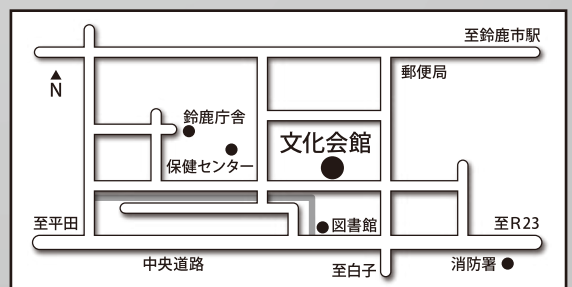 至鈴鹿市駅
郵便局
N
鈴鹿庁舎
文化会館
保健センター
至平田
図書館
至R23
中央道路
至白子
消防署